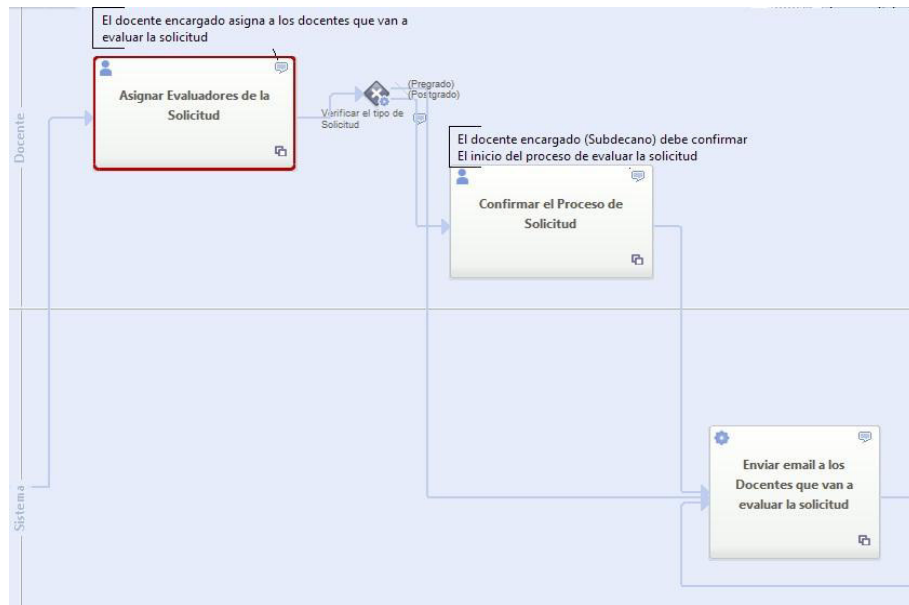 El docente encargado asigna a los docentes que van a
evaluar la solicitud
Asignar Evaluadores de la
Solicitud
(Pregrado)
(Postgrado)
Verificar el tipo de
Solicitud
Docente
El docente encargado (Subdecano) debe confirmar
El inicio del proceso de evaluar la solicitud
Confirmar el Proceso de
Solicitud
Sistema
Enviar email a los
Docentes que van a
evaluar la solicitud